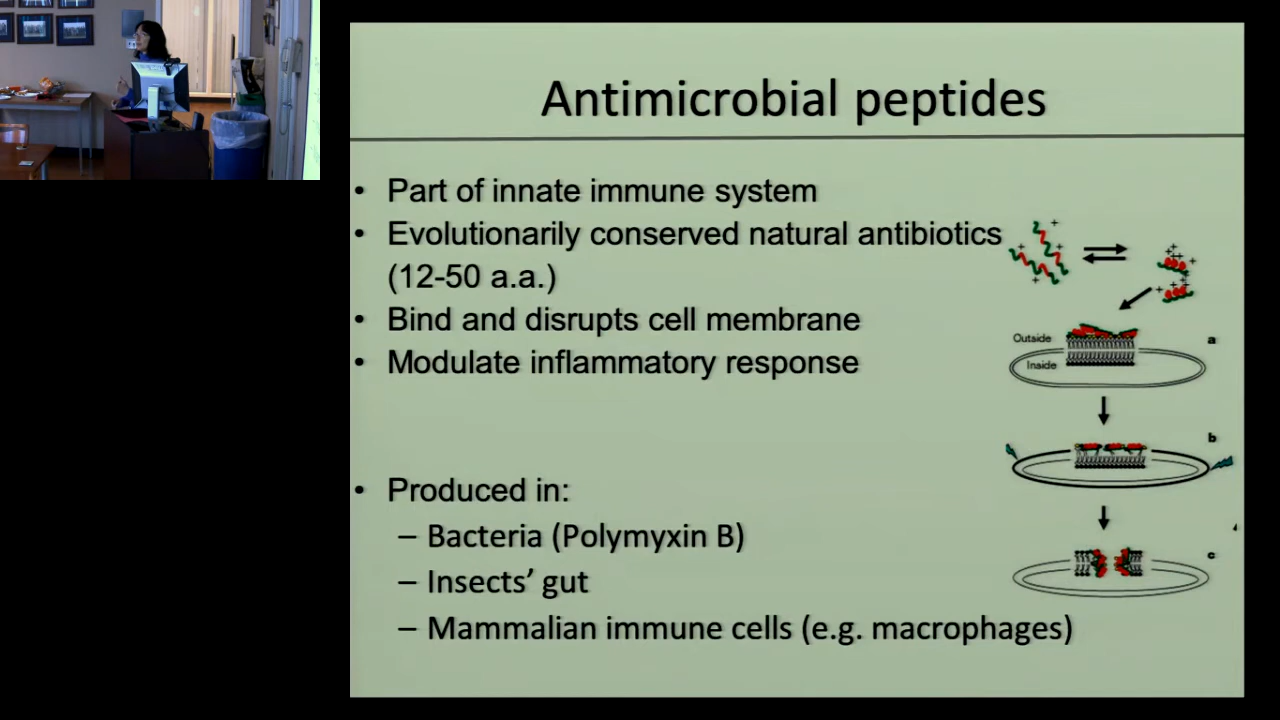 Antimicrobial peptides
• Part of innate immune system
• Evolutionarily conserved natural antibiotics
(12-50 a.a.)
• Bind and disrupts cell membrane
• Modulate inflammatory response
• Produced in:
– Bacteria (Polymyxin B)
– Insects’ gut
– Mammalian immune cells (e.g. macrophages)
Outside
a
Inside
b
c